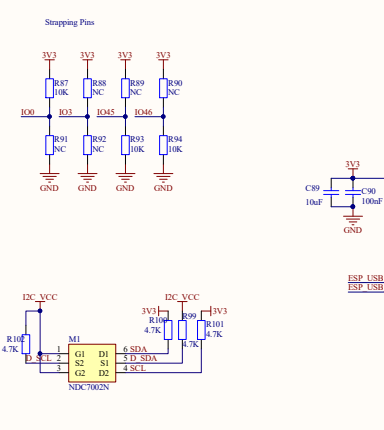 Strapping Pins
3V3 3V3 3V3 3V3
R87 R88 R89 R90
10K NC NC NC
IO0 IO3 IO45 IO46
R91 R92 R93 R94
NC NC 10K 10K
GND GND GND GND
3V3
C89 C90
10uF 100nF
GND
ESP_USB
ESP_USB
I2C_VCC I2C_VCC
3V3 3V3
R100 R99 R101
4.7K 4.7K 4.7K
R102 M1
4.7K
1 G1 D1 6 SDA
D_SCL 2 S2 S1 5 D_SDA
3 G2 D2 4 SCL
NDC7002N